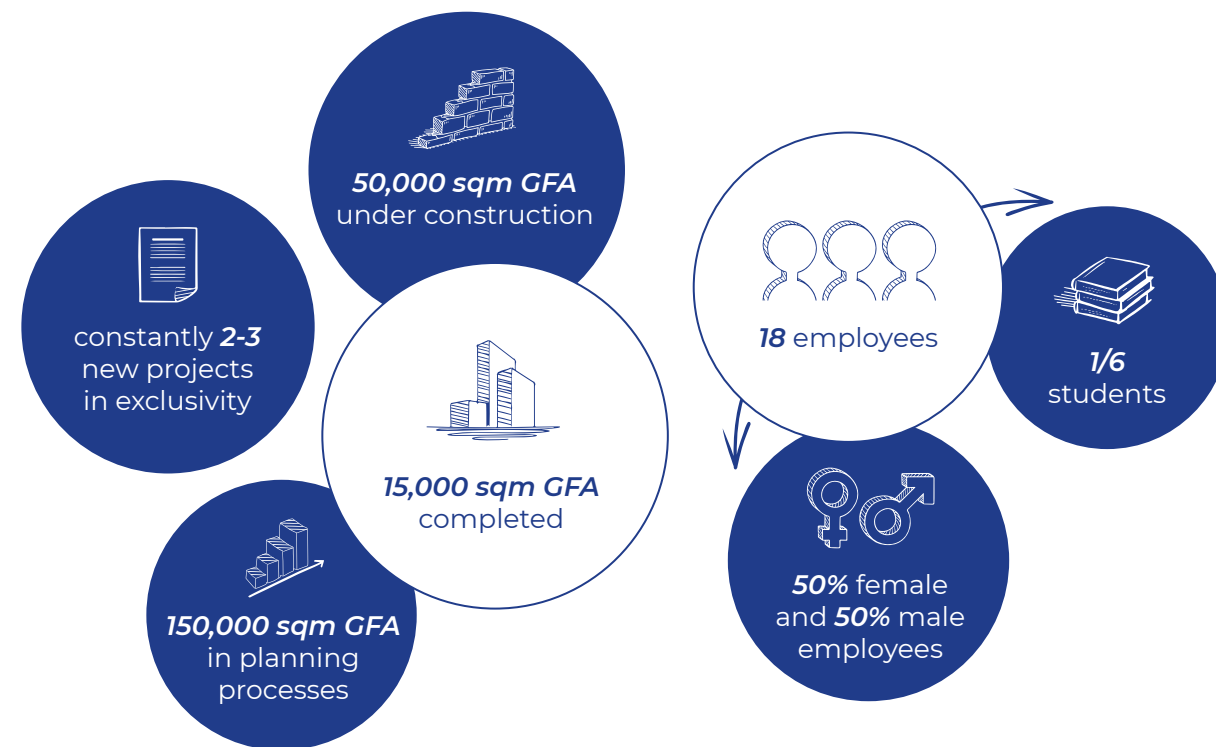 50,000 sqm GFA
under construction
constantly 2-3
new projects
in exclusivity
15,000 sqm GFA
completed
150,000 sqm GFA
in planning
processes
18 employees
1/6
students
50% female
and 50% male
employees